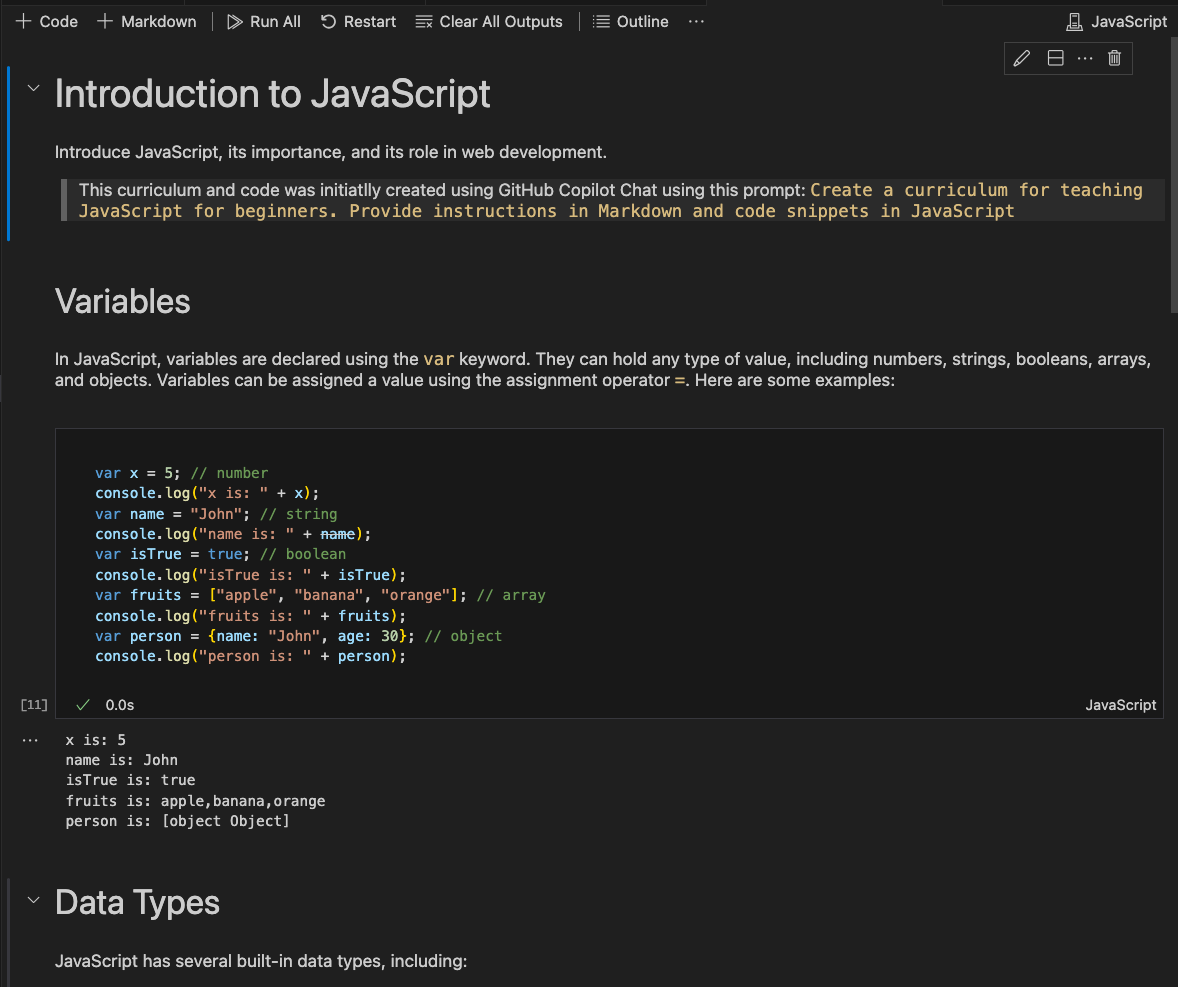 Code Markdown Run All Restart Clear All Outputs Outline ... JavaScript
Introduction to JavaScript
Introduce JavaScript, its importance, and its role in web development.
This curriculum and code was initiatlly created using GitHub Copilot Chat using this prompt: Create a curriculum for teaching
JavaScript for beginners. Provide instructions in Markdown and code snippets in JavaScript
Variables
In JavaScript, variables are declared using the var keyword. They can hold any type of value, including numbers, strings, booleans, arrays,
and objects. Variables can be assigned a value using the assignment operator =. Here are some examples:
var x = 5; // number
console.log("x is: " + x);
var name = "John"; // string
console.log("name is: " + name);
var isTrue = true; // boolean
console.log("isTrue is: " + isTrue);
var fruits = ["apple", "banana", "orange"]; // array
console.log("fruits is: " + fruits);
var person = {name: "John", age: 30}; // object
console.log("person is: " + person);
[11] 0.0s JavaScript
x is: 5
name is: John
isTrue is: true
fruits is: apple,banana,orange
person is: [object Object]
Data Types
JavaScript has several built-in data types, including: